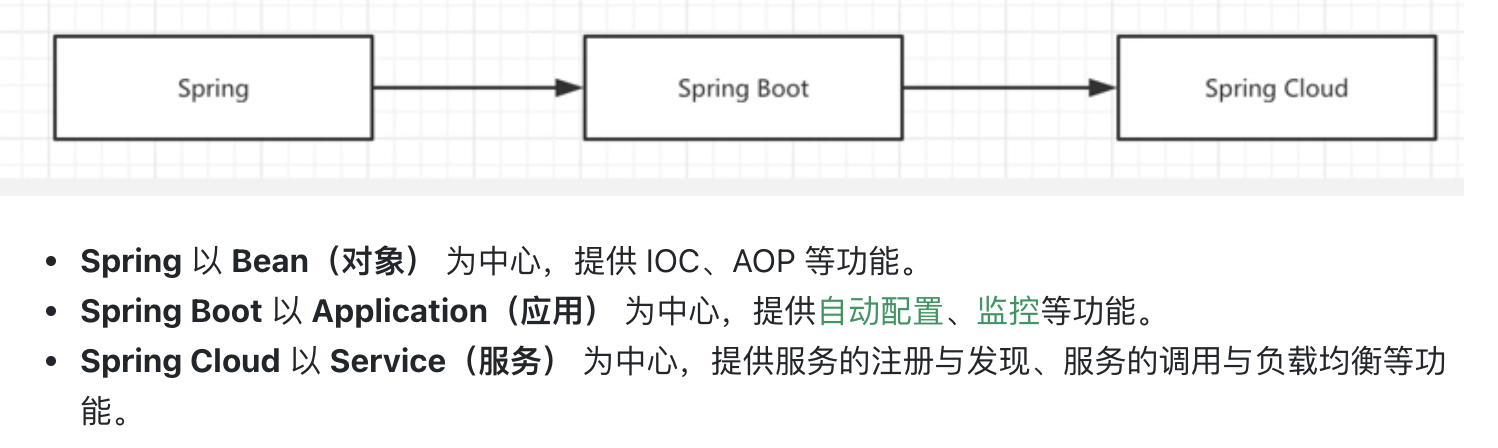 Spring
Spring Boot
Spring Cloud
• Spring 以 Bean（对象） 为中心，提供 IOC、AOP 等功能。
• Spring Boot 以 Application（应用） 为中心，提供自动配置、监控等功能。
• Spring Cloud 以 Service（服务） 为中心，提供服务的注册与发现、服务的调用与负载均衡等功
能。